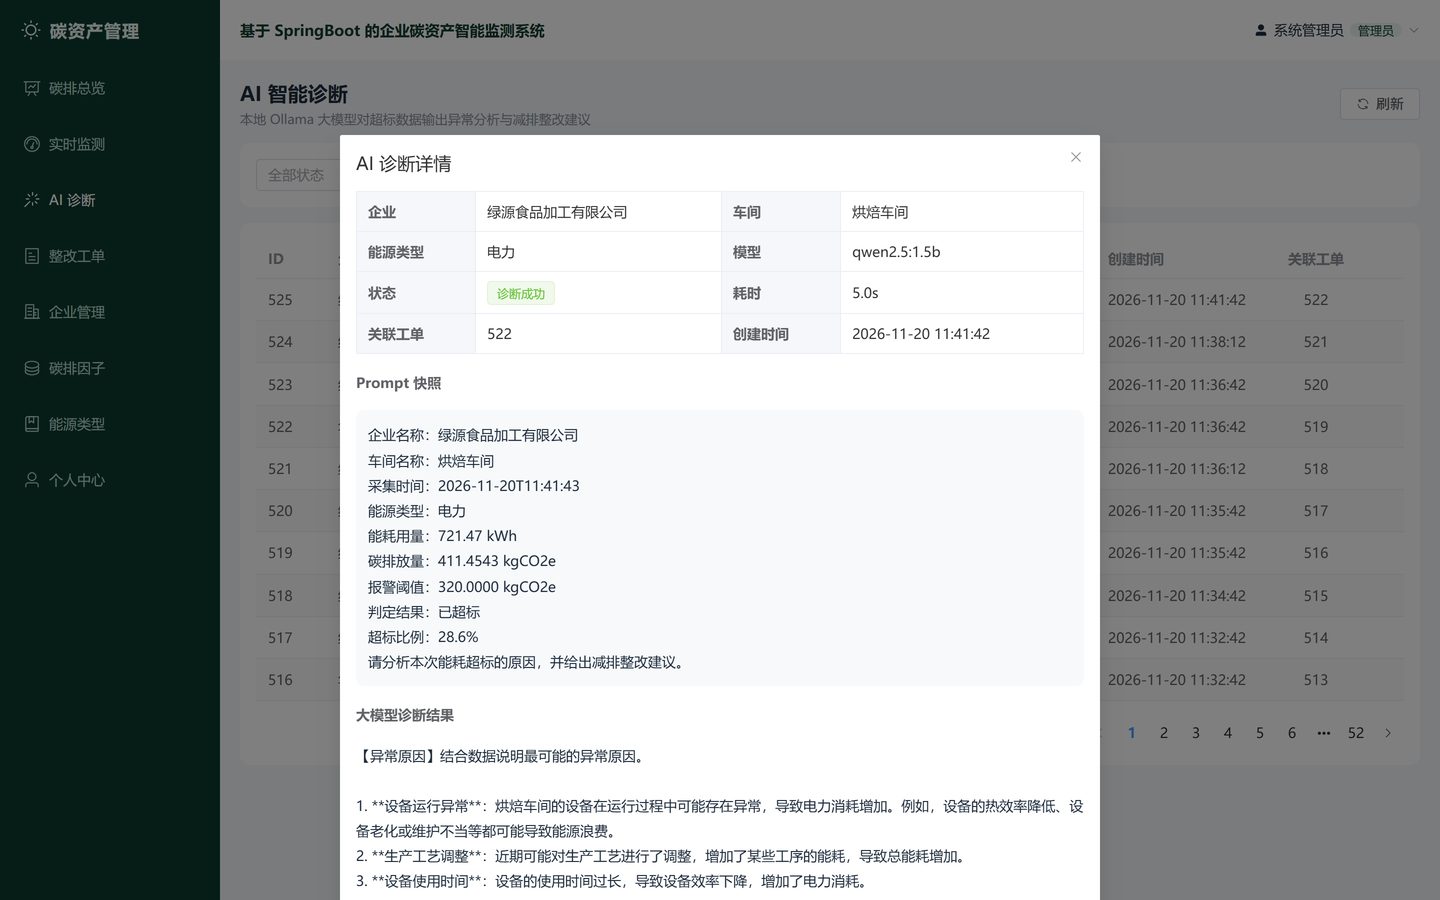 碳资产管理
基于 SpringBoot 的企业碳资产智能监测系统
系统管理员 管理员
碳排总览
实时监测
AI 诊断
整改工单
企业管理
碳排因子
能源类型
个人中心
AI 智能诊断
本地 Ollama 大模型对超标数据输出异常分析与减排整改建议
刷新
全部状态
ID 创建时间 关联工单
525 2026-11-20 11:41:42 522
524 2026-11-20 11:38:12 521
523 2026-11-20 11:36:42 520
522 2026-11-20 11:36:42 519
521 2026-11-20 11:36:12 518
520 2026-11-20 11:35:42 517
519 2026-11-20 11:35:42 516
518 2026-11-20 11:34:42 515
517 2026-11-20 11:32:42 514
516 2026-11-20 11:32:42 513
1 2 3 4 5 6 ••• 52
AI 诊断详情
企业 绿源食品加工有限公司 车间 烘焙车间
能源类型 电力 模型 qwen2.5:1.5b
状态 诊断成功 耗时 5.0s
关联工单 522 创建时间 2026-11-20 11:41:42
Prompt 快照
企业名称：绿源食品加工有限公司
车间名称：烘焙车间
采集时间：2026-11-20T11:41:43
能源类型：电力
能耗用量：721.47 kWh
碳排放量：411.4543 kgCO2e
报警阈值：320.0000 kgCO2e
判定结果：已超标
超标比例：28.6%
请分析本次能耗超标的原因，并给出减排整改建议。
大模型诊断结果
【异常原因】结合数据说明最可能的异常原因。
1. **设备运行异常**：烘焙车间的设备在运行过程中可能存在异常，导致电力消耗增加。例如，设备的热效率降低、设
备老化或维护不当等都可能导致能源浪费。
2. **生产工艺调整**：近期可能对生产工艺进行了调整，增加了某些工序的能耗，导致总能耗增加。
3. **设备使用时间**：设备的使用时间过长，导致设备效率下降，增加了电力消耗。